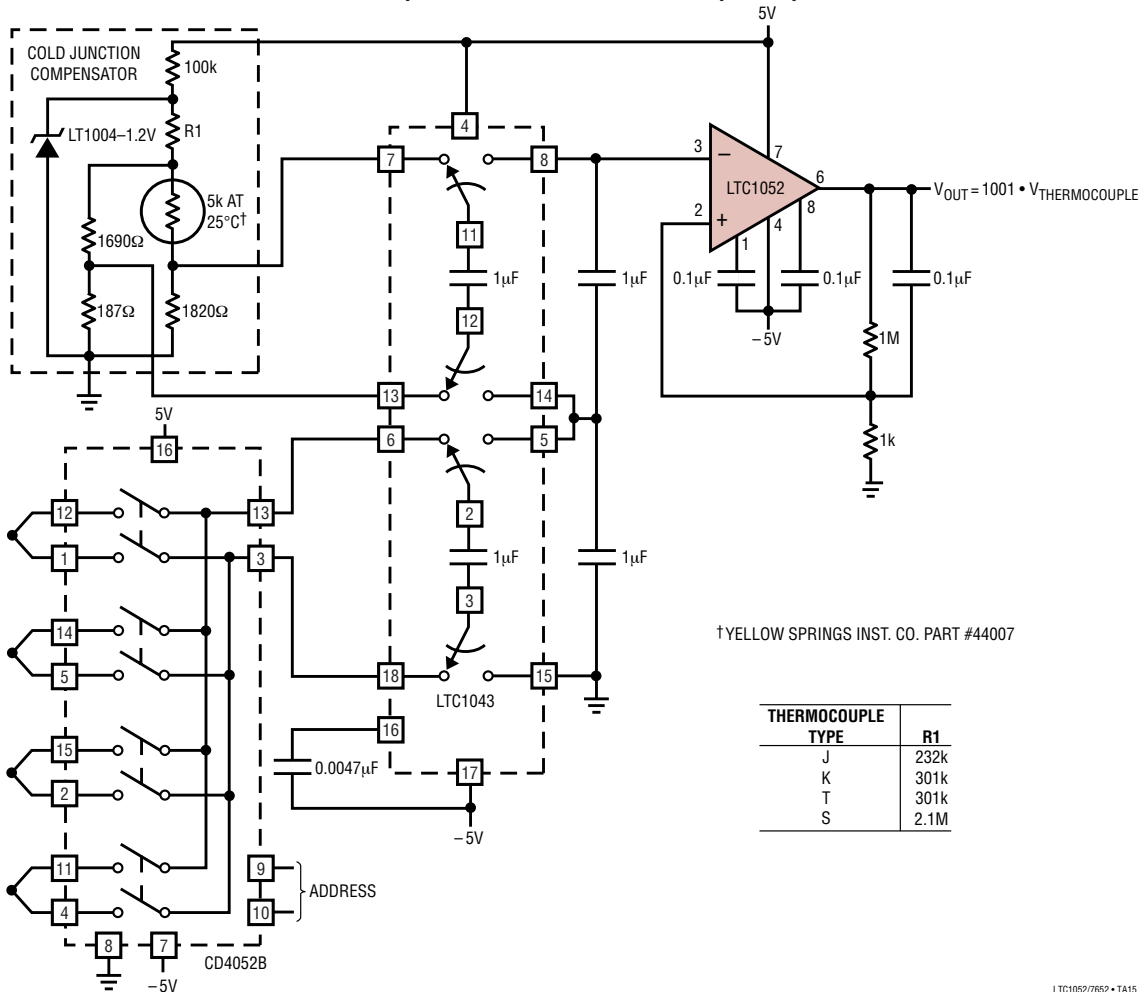 5V
COLD JUNCTION
COMPENSATOR
100k
LT1004–1.2V
R1
5k AT
25°C†
1690Ω
187Ω
1820Ω
4
7
8
11
1µF
12
13
14
6
5
2
1µF
3
18
15
LTC1043
16
17
0.0047µF
–5V
1µF
1µF
3
–
2
+
LTC1052
7
6
8
1
4
0.1µF
0.1µF
–5V
0.1µF
1M
1k
VOUT = 1001 • VTHERMOCOUPLE
5V
16
12
13
1
3
14
5
15
2
11
9
ADDRESS
4
10
8
7
CD4052B
–5V
†YELLOW SPRINGS INST. CO. PART #44007
THERMOCOUPLE
TYPE R1
J 232k
K 301k
T 301k
S 2.1M
LTC1052/7652 • TA15